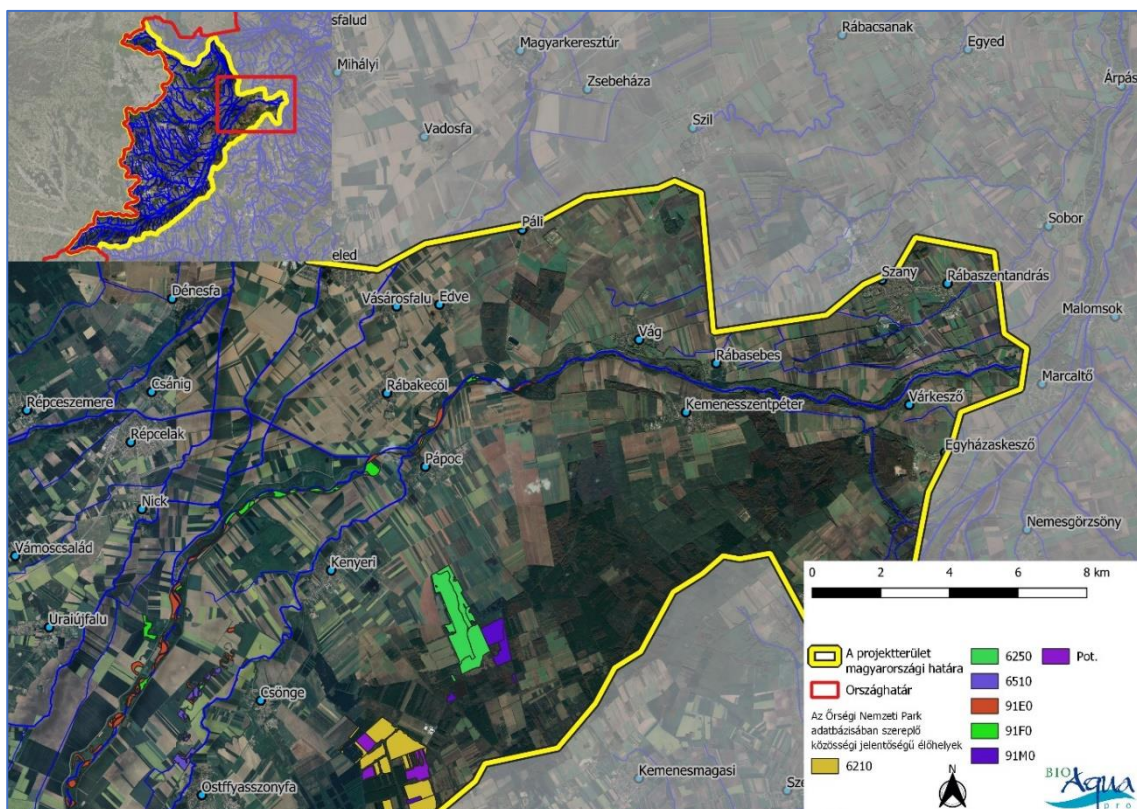 sfalud
Rábacsanak
Magyarkeresztúr
Egyed
Mihályi
Zsebeháza
Árpás
Vadosfa
Szil
Páli
Sobor
eled
Szany
Rábaszentandrás
Dénesfa
Vásárosfalu
Edve
Malomsok
Vág
Rábasebes
Csánig
Rábakecöl
Marcaltő
Répceszemere
Kemenesszentpéter
Várkesző
Répcelak
Egyházaskesző
Pápoc
Nick
Nemesgörzsöny
Vámoscsalád
Kenyeri
0 2 4 6 8 km
Uraiújfalu
A projektterület
magyarországi határa
Országhatár
Az Őrségi Nemzeti Park
adatbázisában szereplő
közösségi jelentőségű élőhelyek
6210
6250
6510
91E0
91F0
91M0
Pot.
Csönge
Ostffyasszonyfa
Kemenesmagasi
Sze
N
BIO
Aqua
pro